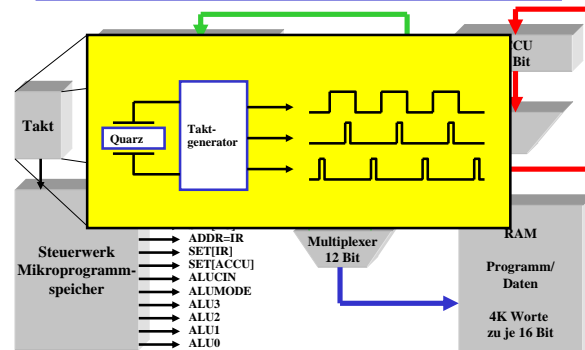 CCU
Bit
Takt
Quarz
Takt-
generator
ADDR=IR
SET[IR]
SET[ACCU]
ALUCIN
ALUMODE
ALU3
ALU2
ALU1
ALU0
Steuerwerk
Mikroprogramm-
speicher
Multiplexer
12 Bit
RAM
Programm/
Daten
4K Worte
zu je 16 Bit